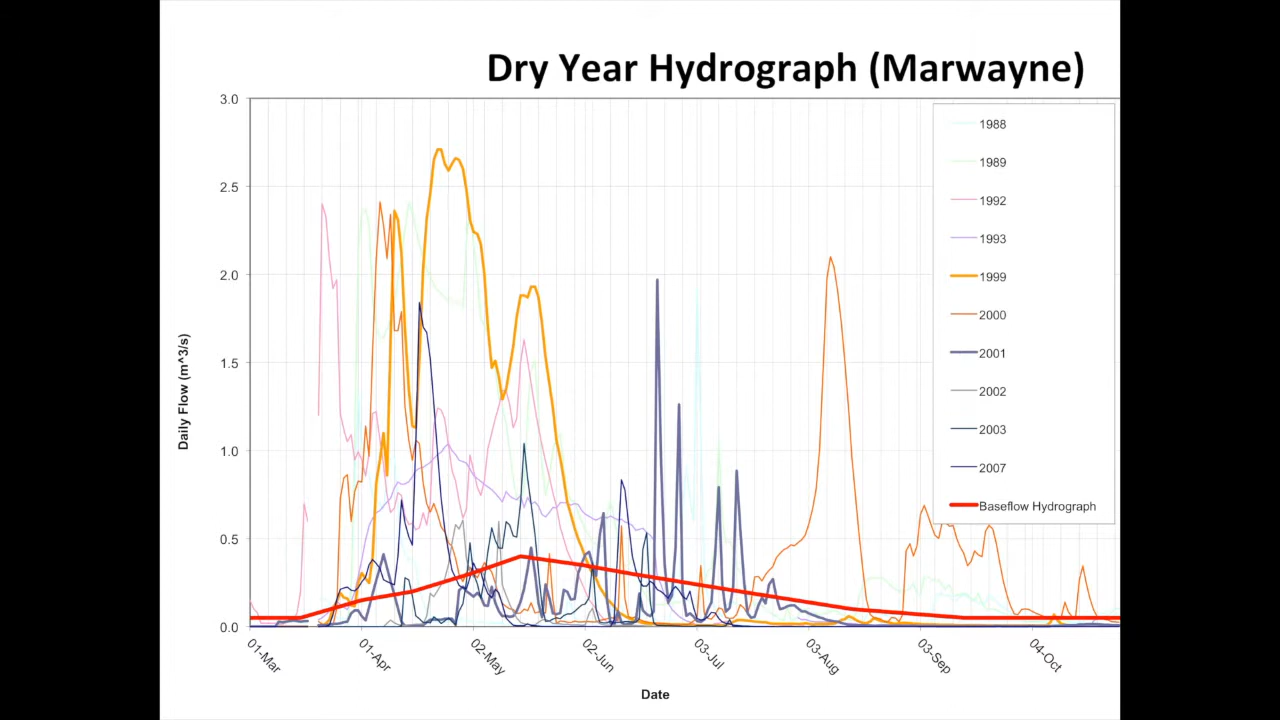 Dry Year Hydrograph (Marwayne)
3.0
2.5
2.0
1.5
1.0
0.5
0.0
Daily Flow (m^3/s)
01-Mar
01-Apr
02-May
02-Jun
03-Jul
03-Aug
03-Sep
04-Oct
Date
1988
1989
1992
1993
1999
2000
2001
2002
2003
2007
Baseflow Hydrograph